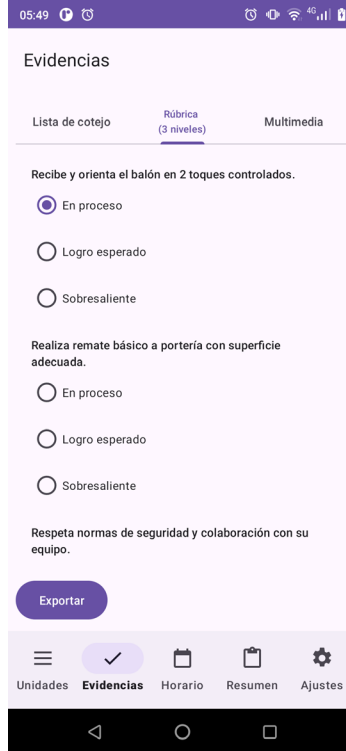 05:49
4G
Evidencias
Lista de cotejo
Rúbrica
(3 niveles)
Multimedia
Recibe y orienta el balón en 2 toques controlados.
En proceso
Logro esperado
Sobresaliente
Realiza remate básico a portería con superficie
adecuada.
En proceso
Logro esperado
Sobresaliente
Respeta normas de seguridad y colaboración con su
equipo.
Exportar
Unidades Evidencias Horario Resumen Ajustes